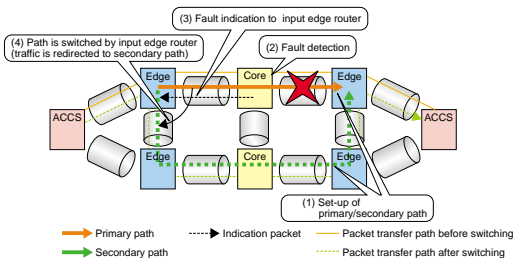 (3) Fault indication to input edge router
(4) Path is switched by input edge router
(traffic is redirected to secondary path)
(2) Fault detection
Edge
Core
Edge
ACCS
ACCS
Edge
Core
Edge
(1) Set-up of
primary/secondary path
Primary path
Indication packet
Packet transfer path before switching
Secondary path
Packet transfer path after switching